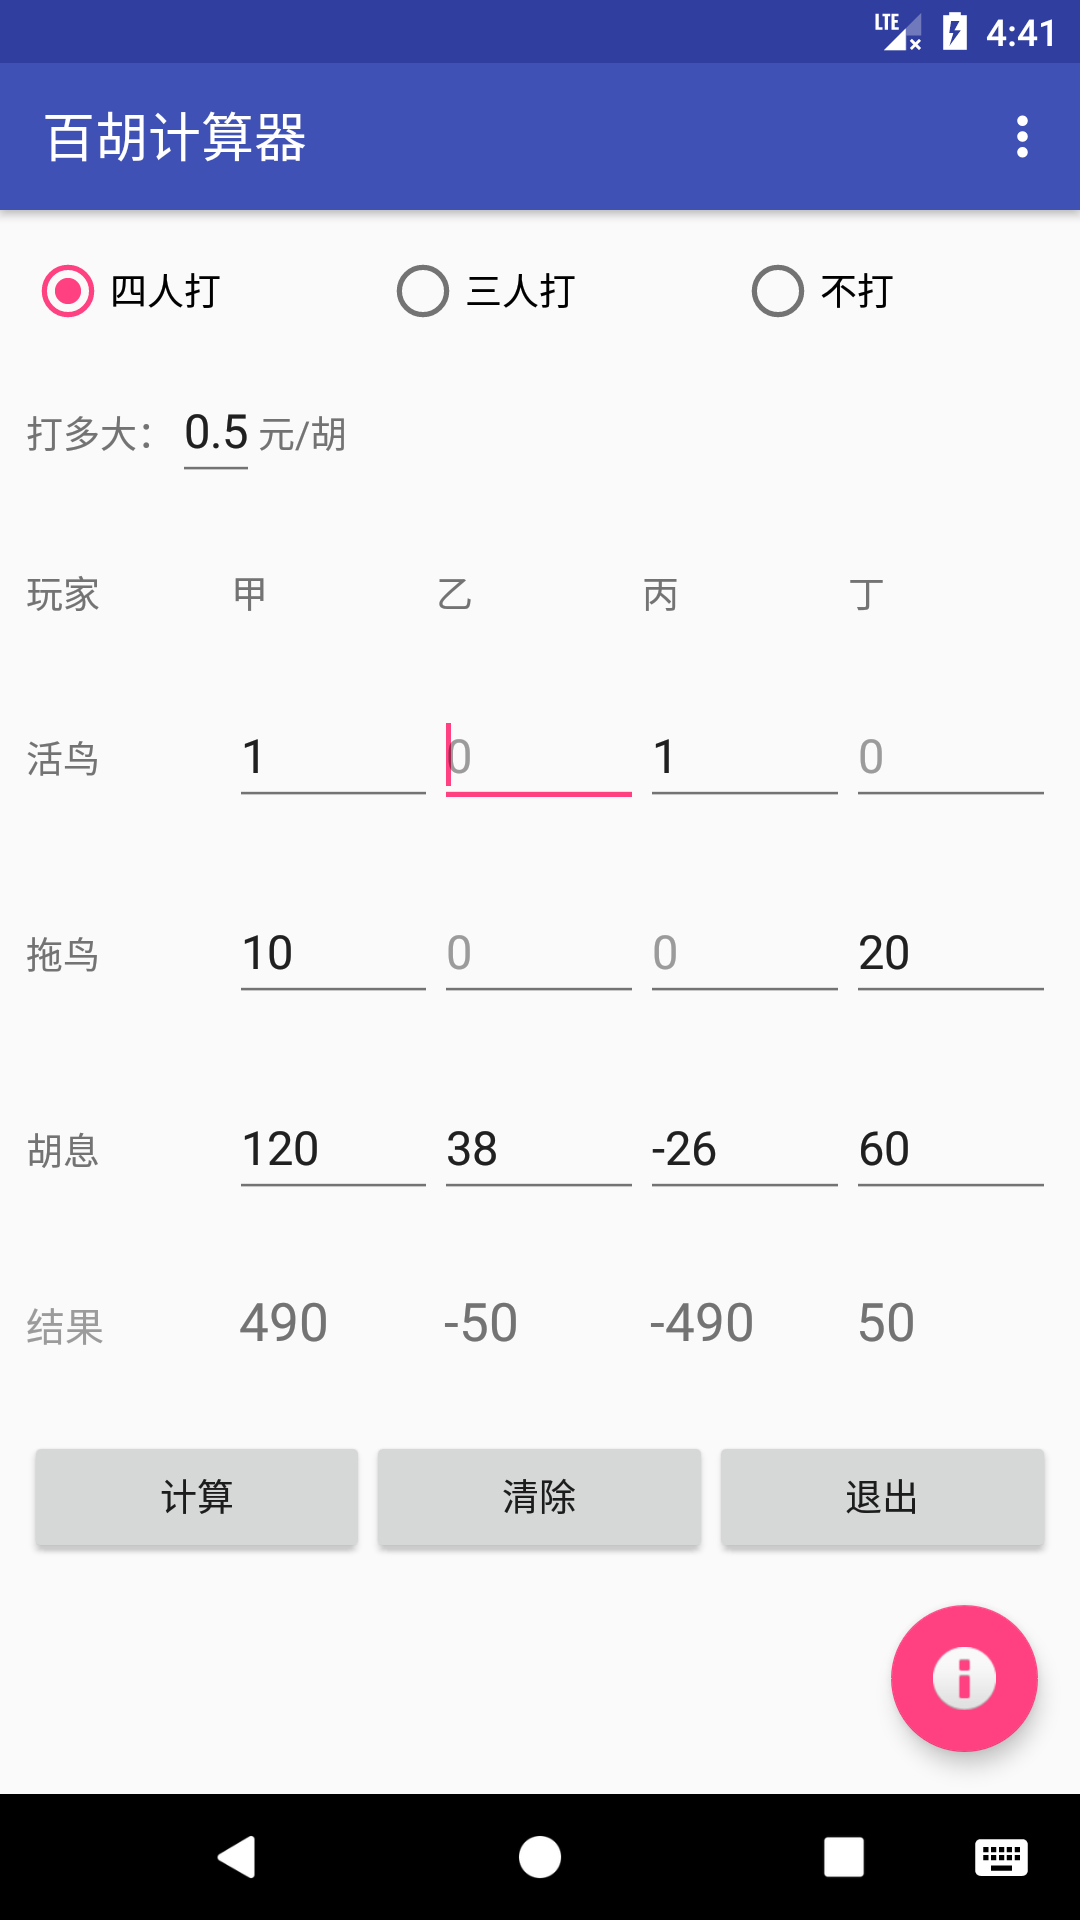 LTE 4:41
百胡计算器
四人打 三人打 不打
打多大： 0.5 元/胡
玩家 甲 乙 丙 丁
活鸟 1 0 1 0
拖鸟 10 0 0 20
胡息 120 38 -26 60
结果 490 -50 -490 50
计算 清除 退出